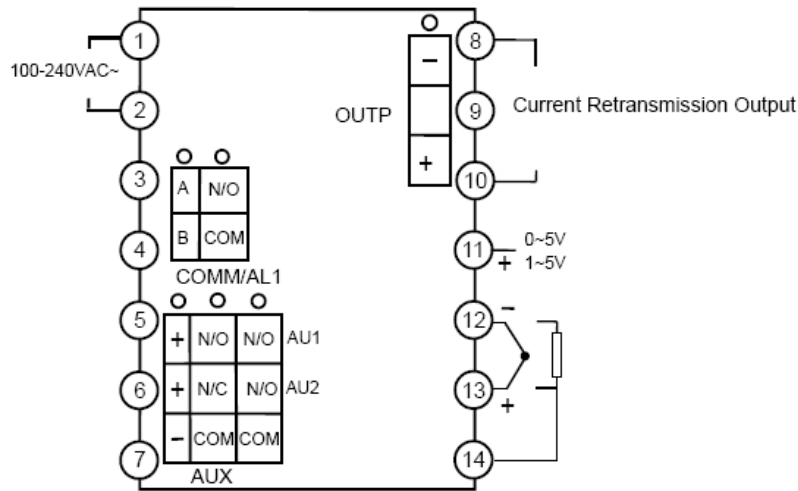 1
8
100-240VAC~
−
2
OUTP
9
Current Retransmission Output
+
10
3
A N/O
4
B COM
11
0~5V
+ 1~5V
COMM/AL1
5
+ N/O N/O AU1
12
−
6
+ N/C N/O AU2
13
+
7
− COM COM
14
AUX